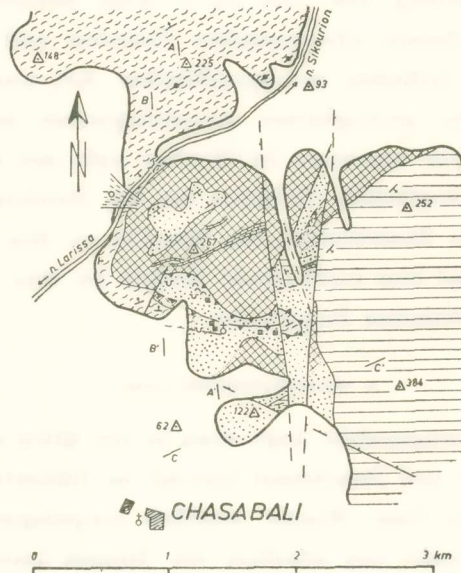 148
A
225
n. Sikourion
93
B
N
252
267
n. Larissa
B'
C'
384
A'
122
62
C
CHASABALI
0
1
2
3 km